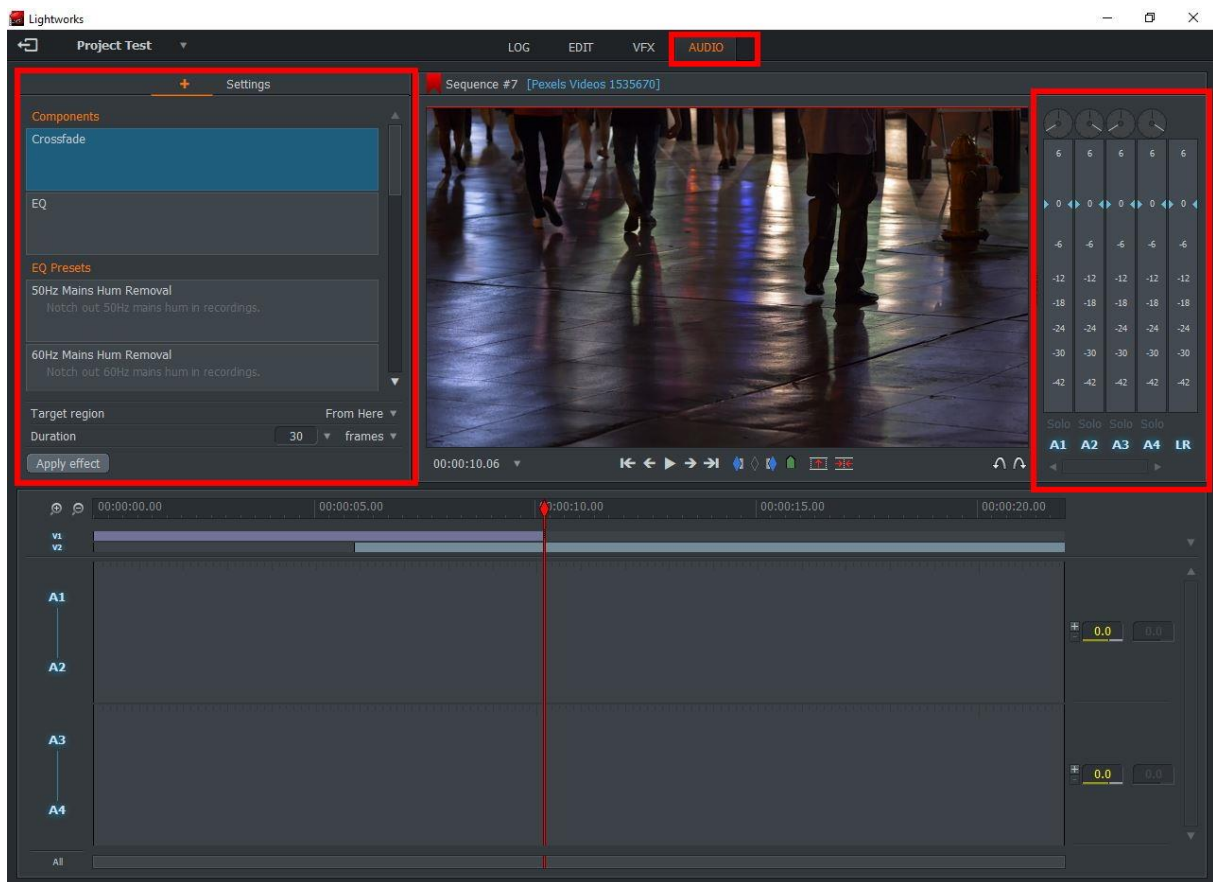 Lightworks
Project Test
LOG EDIT VFX AUDIO
+ Settings
Components
Crossfade
EQ
EQ Presets
50Hz Mains Hum Removal
Notch out 50Hz mains hum in recordings.
60Hz Mains Hum Removal
Notch out 60Hz mains hum in recordings.
Target region From Here
Duration 30 frames
Apply effect
Sequence #7 [Pexels Videos 1535670]
00:00:10.06
6 6 6 6 6
0 0 0 0 0
-6 -6 -6 -6 -6
-12 -12 -12 -12 -12
-18 -18 -18 -18 -18
-24 -24 -24 -24 -24
-30 -30 -30 -30 -30
-42 -42 -42 -42 -42
Solo Solo Solo Solo
A1 A2 A3 A4 LR
00:00:00.00 00:00:05.00 00:00:10.00 00:00:15.00 00:00:20.00
V1
V2
A1
0.0 0.0
A2
A3
0.0 0.0
A4
All